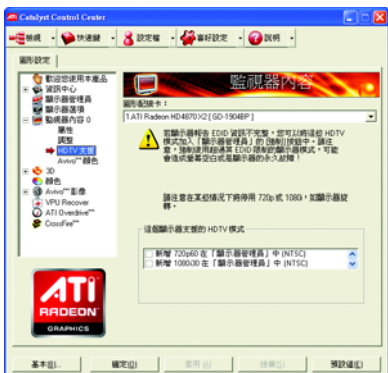 Catalyst Control Center
檢視
快速鍵
設定檔
喜好設定
說明
圖形設定
歡迎您使用本產品
資訊中心
顯示器管理員
顯示器選項
監視器內容 0
屬性
調整
HDTV 支援
Avivo™ 顏色
3D
顏色
Avivo™ 影像
VPU Recover
ATI Overdrive™
CrossFire™
監視器內容
圖形配接卡：
1 ATI Radeon HD4870X2 [ GD-1904BP ]
若顯示器報告 EDID 資訊不完整，您可以將這些 HDTV
模式加入「顯示器管理員」的 [強制] 按鈕中。請注
意，強制使用超過其 EDID 限制的顯示器模式，可能
會造成螢幕空白或是顯示器的永久故障！
請注意在某些情況下將停用 720p 或 1080i，如顯示器旋
轉。
這個顯示器支援的 HDTV 模式
新增 720p60 在「顯示器管理員」中 (NTSC)
新增 1080i30 在「顯示器管理員」中 (NTSC)
ATI
RADEON
GRAPHICS
基本(B)...
確定(O)
套用
捨棄
預設值(E)